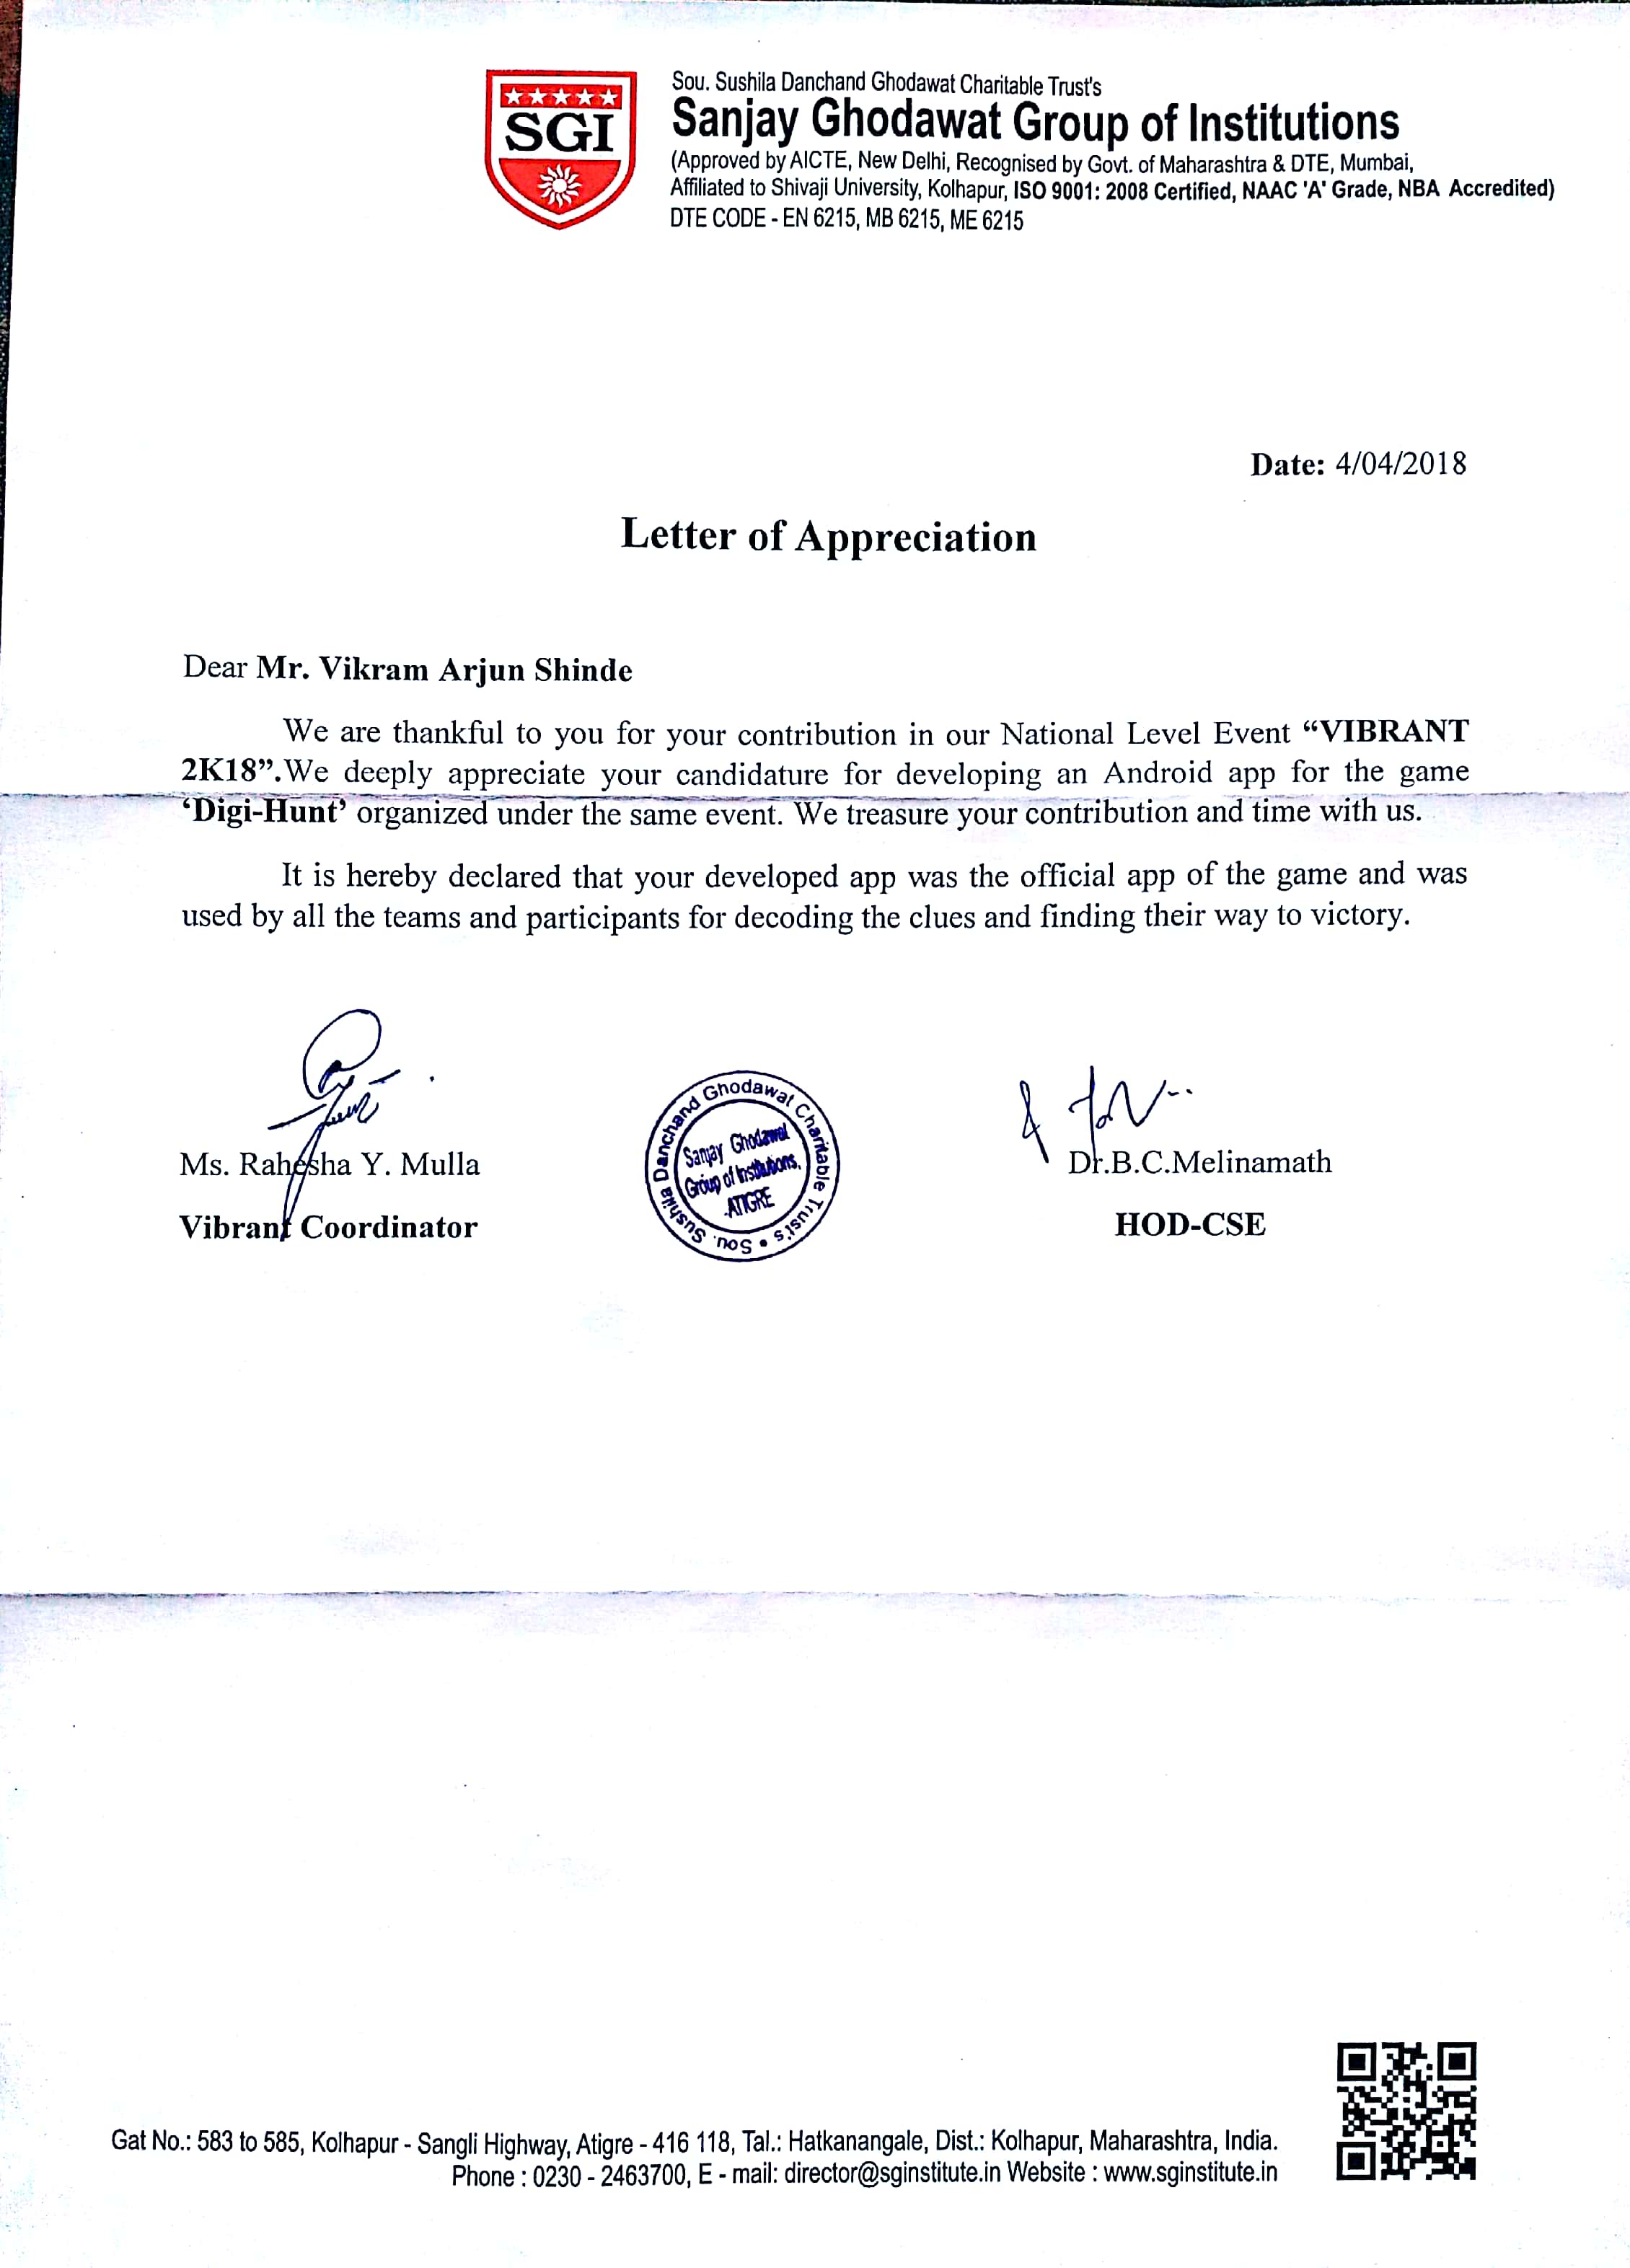 SGI
Sou. Sushila Danchand Ghodawat Charitable Trust's
Sanjay Ghodawat Group of Institutions
(Approved by AICTE, New Delhi, Recognised by Govt. of Maharashtra & DTE, Mumbai,
Affiliated to Shivaji University, Kolhapur, ISO 9001: 2008 Certified, NAAC 'A' Grade, NBA Accredited)
DTE CODE - EN 6215, MB 6215, ME 6215
Date: 4/04/2018
Letter of Appreciation
Dear Mr. Vikram Arjun Shinde
We are thankful to you for your contribution in our National Level Event “VIBRANT
2K18”.We deeply appreciate your candidature for developing an Android app for the game
‘Digi-Hunt’ organized under the same event. We treasure your contribution and time with us.
It is hereby declared that your developed app was the official app of the game and was
used by all the teams and participants for decoding the clues and finding their way to victory.
Ms. Rahesha Y. Mulla
Vibrant Coordinator
Sou. Sushila Danchand Ghodawat Charitable Trust's
Sanjay Ghodawat
Group of Institutions,
ATIGRE
Dr.B.C.Melinamath
HOD-CSE
Gat No.: 583 to 585, Kolhapur - Sangli Highway, Atigre - 416 118, Tal.: Hatkanangale, Dist.: Kolhapur, Maharashtra, India.
Phone : 0230 - 2463700, E - mail: director@sginstitute.in Website : www.sginstitute.in